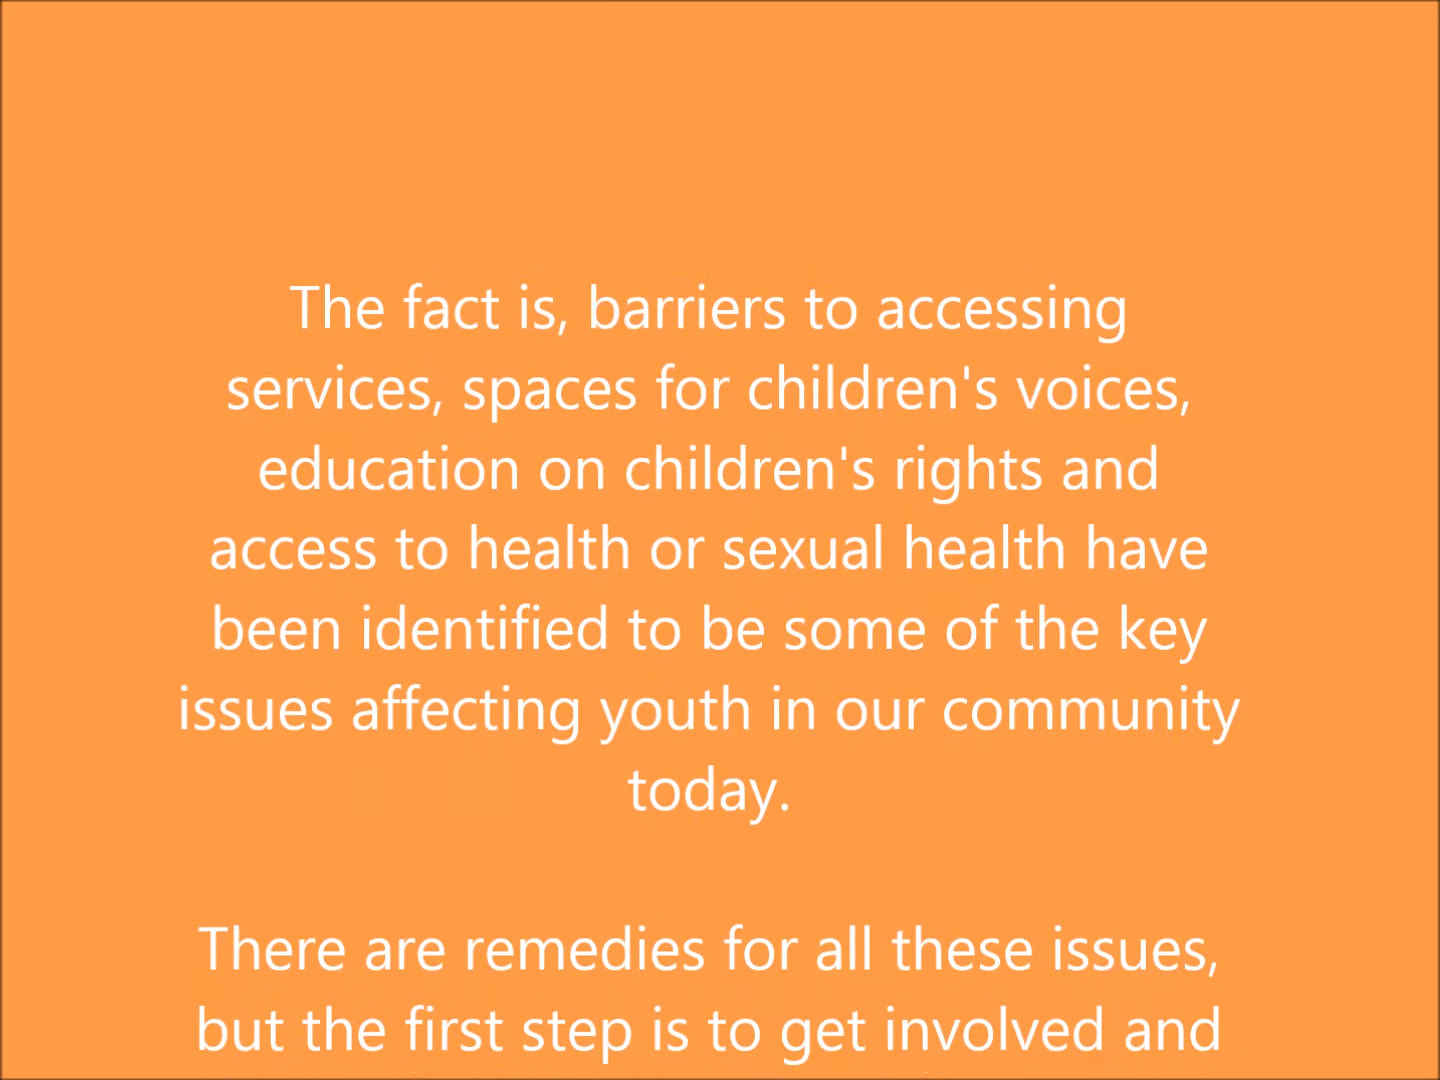 The fact is, barriers to accessing
services, spaces for children's voices,
education on children's rights and
access to health or sexual health have
been identified to be some of the key
issues affecting youth in our community
today.
There are remedies for all these issues,
but the first step is to get involved and